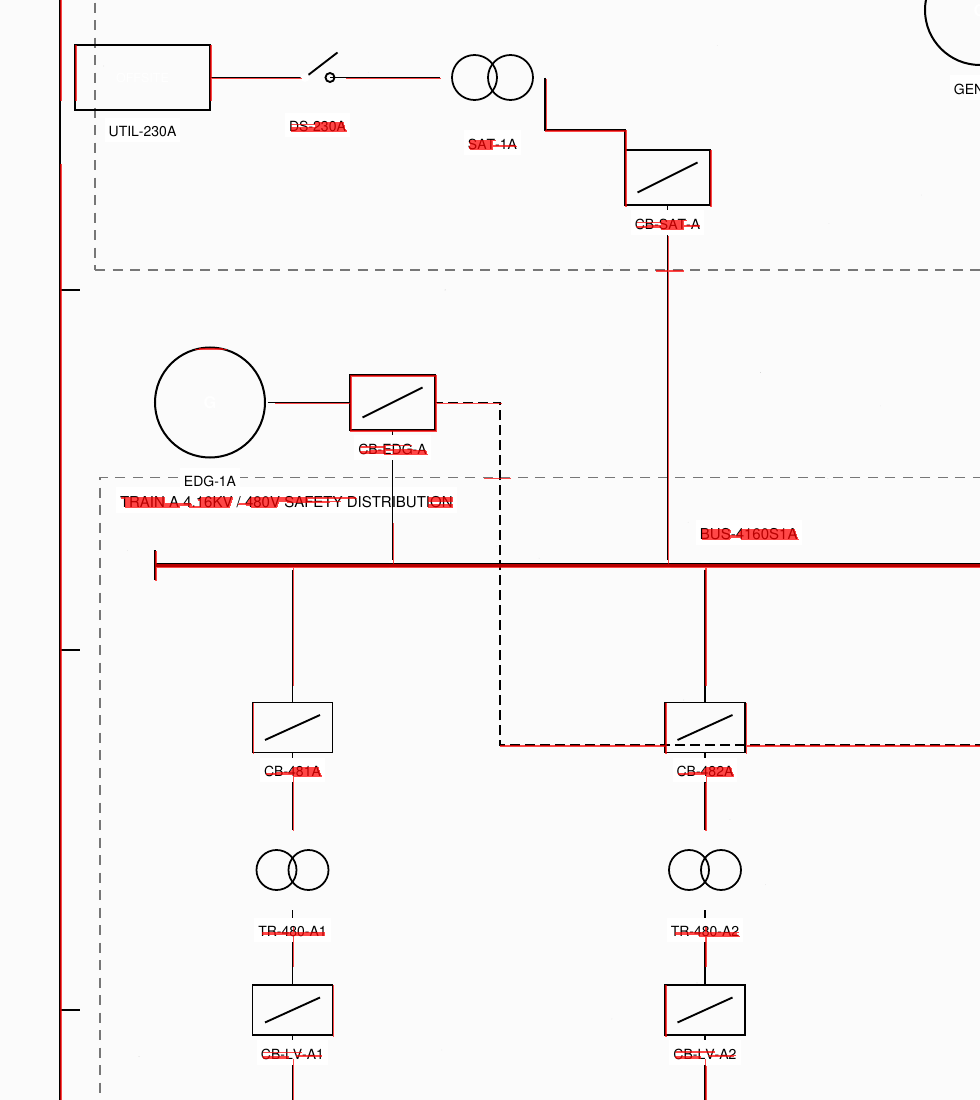 GEN
UTIL-230A
DS-230A
SAT-1A
CB-SAT-A
CB-EDG-A
EDG-1A
TRAIN A 4.16KV / 480V SAFETY DISTRIBUTION
BUS-4160S1A
CB-481A
CB-482A
TR-480-A1
TR-480-A2
CB-LV-A1
CB-LV-A2